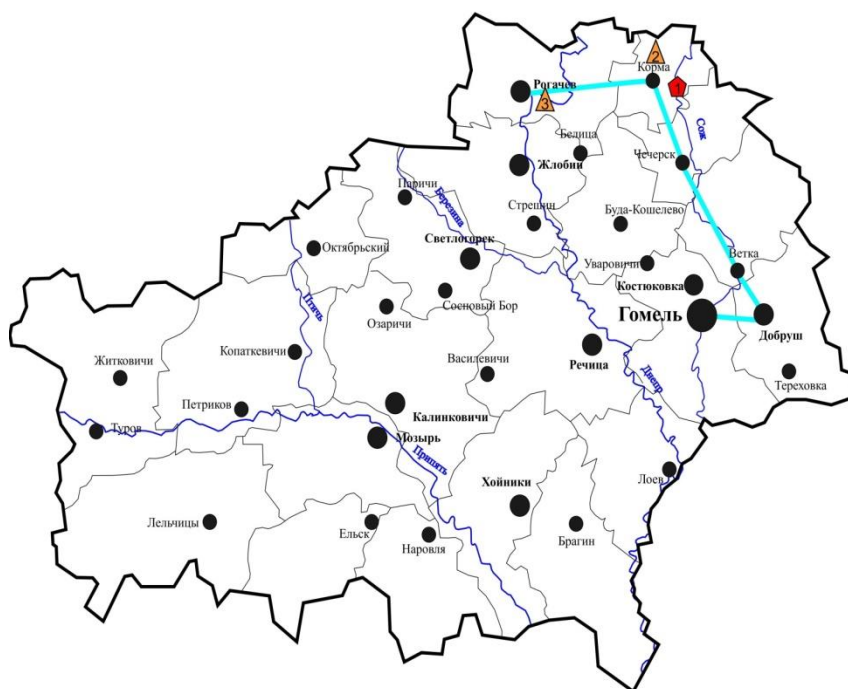 2
Корма
Рогачев
1
3
Сож
Белица
Чечерск
Жлобин
Паричи
Березина
Стрешин
Буда-Кошелево
Октябрьский
Светлогорск
Уваровичи
Ветка
Костюковка
Сосновый Бор
Птичь
Озаричи
Гомель
Добруш
Житковичи
Копаткевичи
Василевичи
Речица
Днепр
Тереховка
Петриков
Калинковичи
Туров
Мозырь
Припять
Хойники
Лоев
Лельчицы
Ельск
Наровля
Брагин